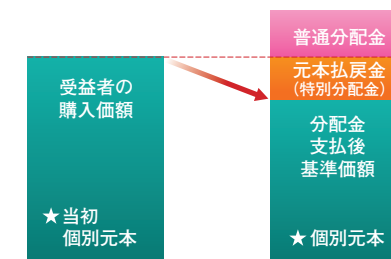 受益者の
購入価額
★当初
個別元本
普通分配金
元本払戻金
(特別分配金)
分配金
支払後
基準価額
★個別元本